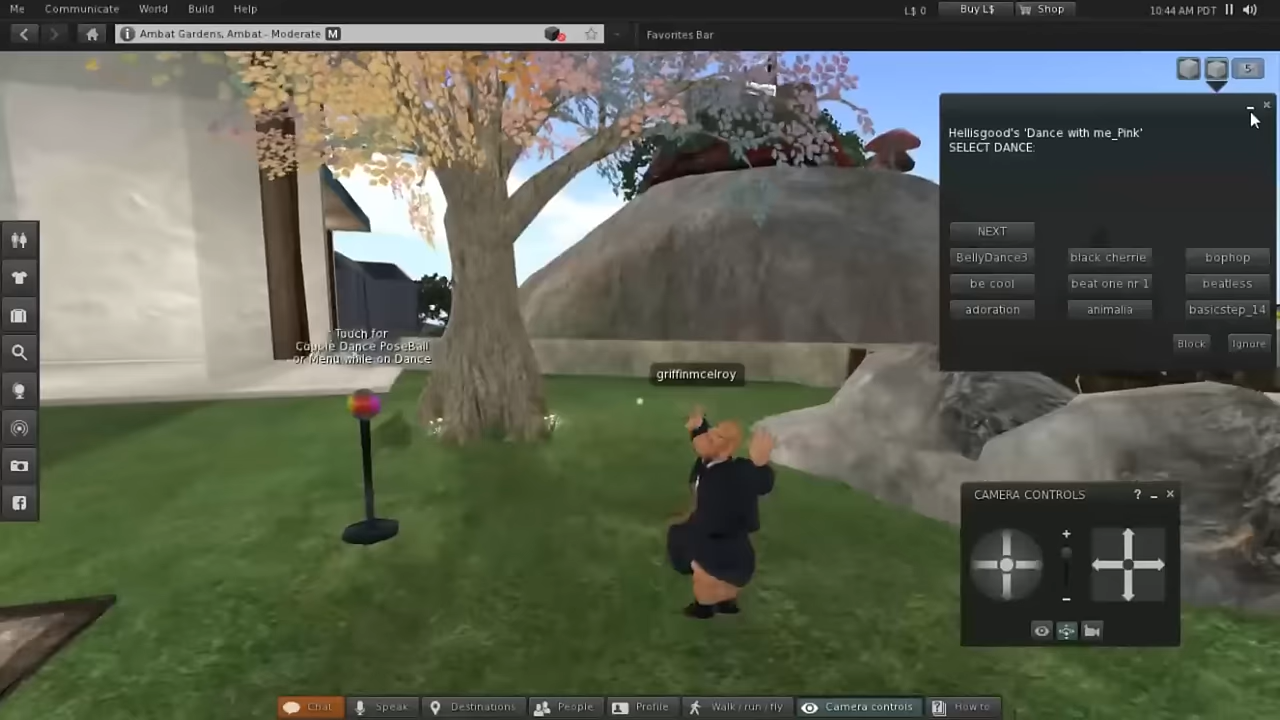 Me Communicate World Build Help
L$ 0 Buy L$ Shop 10:44 AM PDT
Ambat Gardens, Ambat - Moderate M
Favorites Bar
5
Hellisgood's 'Dance with me_Pink'
SELECT DANCE:
NEXT
BellyDance3 black cherrie bophop
be cool beat one nr 1 beatless
adoration animalia basicstep_14
Block Ignore
Touch for
Couple Dance PoseBall
or Menu while on Dance
griffinmcelroy
CAMERA CONTROLS ?
Chat Speak Destinations People Profile Walk / run / fly Camera controls How to